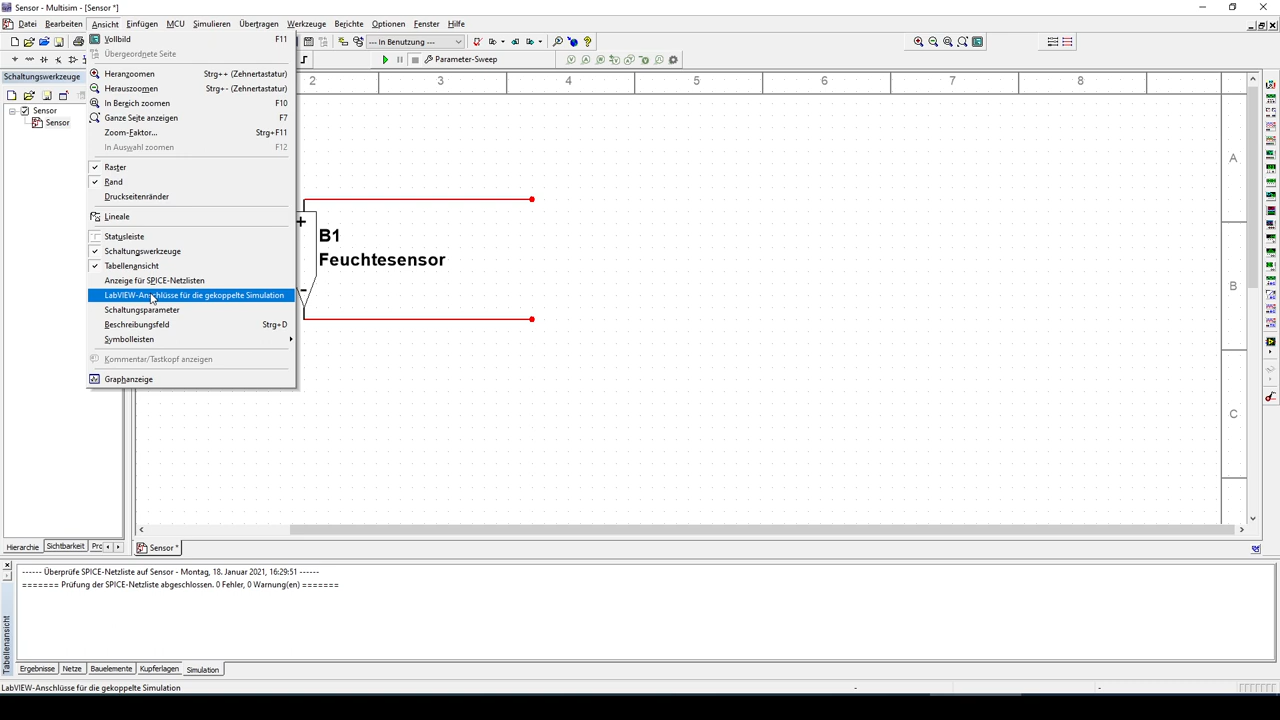 Sensor - Multisim - [Sensor *]
Datei Bearbeiten Ansicht Einfügen MCU Simulieren Übertragen Werkzeuge Berichte Optionen Fenster Hilfe
Vollbild F11
Übergeordnete Seite
--- In Benutzung ---
Parameter-Sweep
Schaltungswerkzeuge
Heranzoomen Strg++ (Zehnertastatur)
Herauszoomen Strg+- (Zehnertastatur)
In Bereich zoomen F10
Ganze Seite anzeigen F7
Zoom-Faktor... Strg+F11
In Auswahl zoomen F12
Raster
Rand
Druckseitenränder
Lineale
Statusleiste
Schaltungswerkzeuge
Tabellenansicht
Anzeige für SPICE-Netzlisten
LabVIEW-Anschlüsse für die gekoppelte Simulation
Schaltungsparameter
Beschreibungsfeld Strg+D
Symbolleisten
Kommentar/Tastkopf anzeigen
Graphanzeige
Sensor
Sensor
2 3 4 5 6 7 8
A
B
C
+
B1
Feuchtesensor
-
Hierarchie Sichtbarkeit Prc
Sensor *
------ Überprüfe SPICE-Netzliste auf Sensor - Montag, 18. Januar 2021, 16:29:51 ------
======= Prüfung der SPICE-Netzliste abgeschlossen. 0 Fehler, 0 Warnung(en) =======
Tabellenansicht
Ergebnisse Netze Bauelemente Kupferlagen Simulation
LabVIEW-Anschlüsse für die gekoppelte Simulation - -